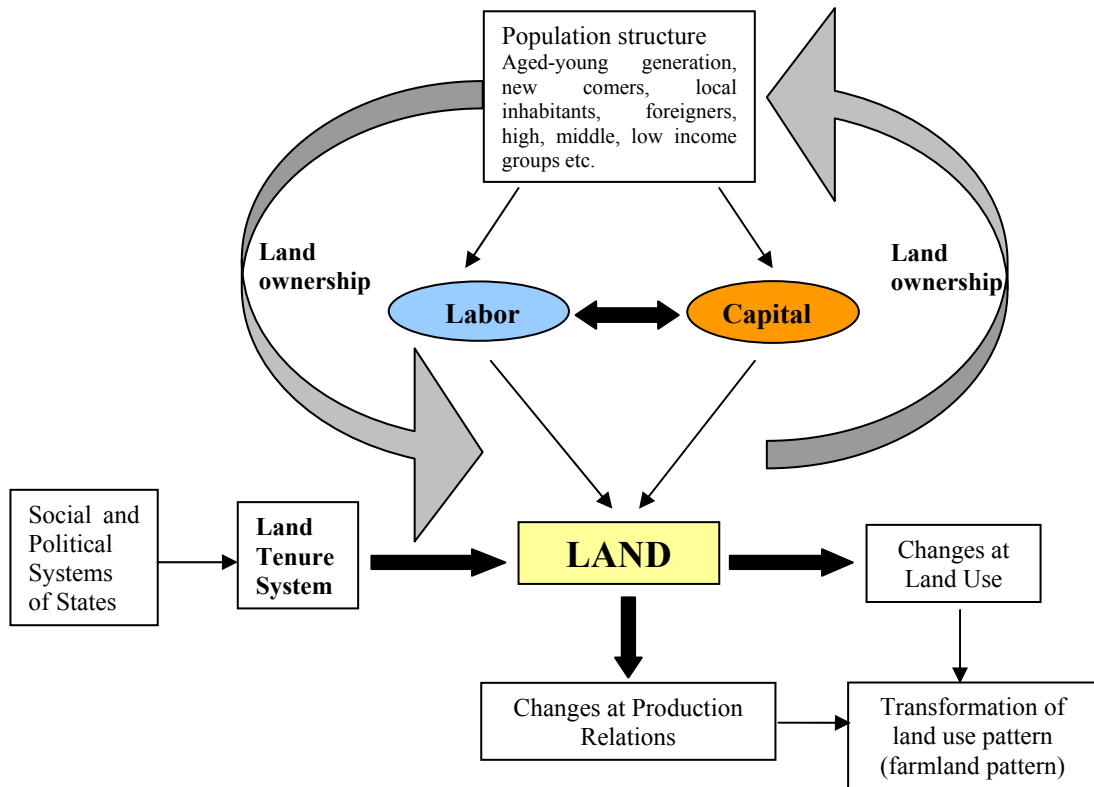 Population structure
Aged-young generation,
new comers, local
inhabitants, foreigners,
high, middle, low income
groups etc.
Land
ownership
Land
ownership
Labor
Capital
Social and
Political
Systems
of States
Land
Tenure
System
LAND
Changes at
Land Use
Changes at Production
Relations
Transformation of
land use pattern
(farmland pattern)